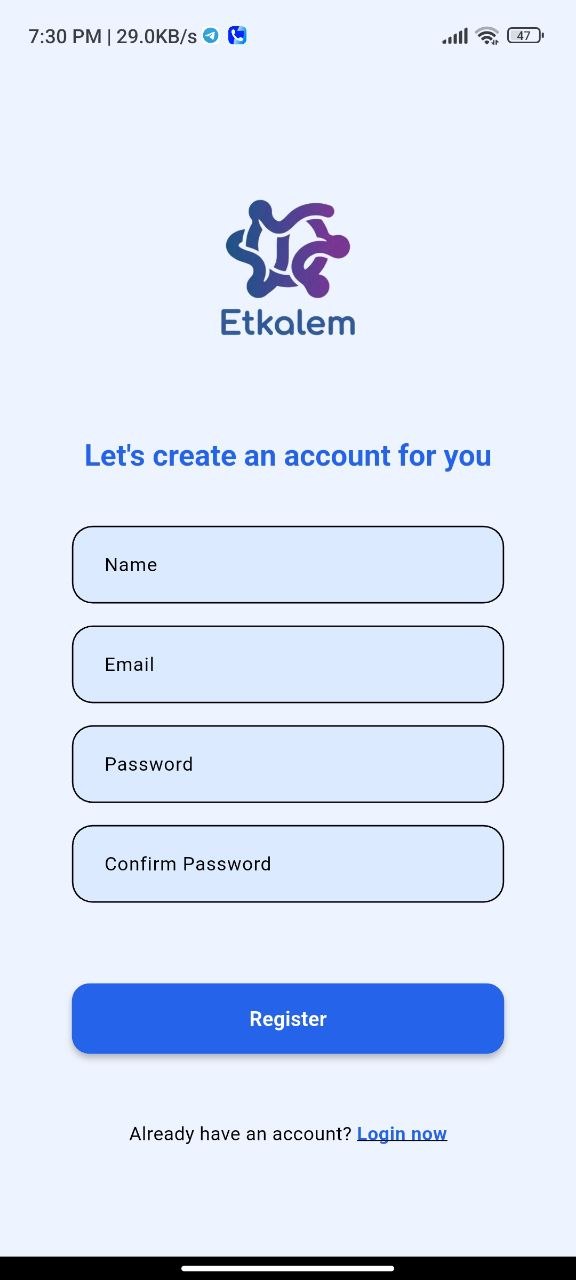 7:30 PM | 29.0KB/s
47
Etkalem
Let's create an account for you
Name
Email
Password
Confirm Password
Register
Already have an account? Login now